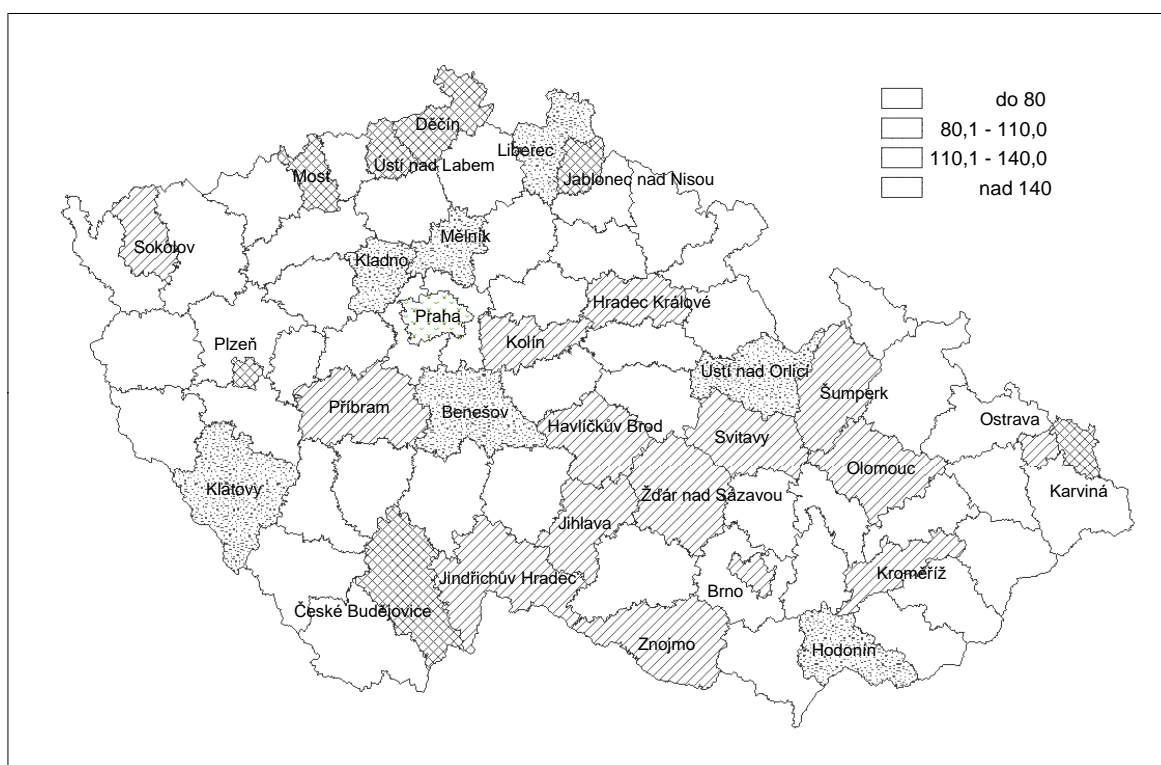 do 80
80,1 - 110,0
110,1 - 140,0
nad 140
Děčín
Ústí nad Labem
Liberec
Most
Jablonec nad Nisou
Sokolov
Mělník
Kladno
Hradec Králové
Praha
Kolín
Plzeň
Ústí nad Orlicí
Šumperk
Příbram
Benešov
Havlíčkův Brod
Svitavy
Ostrava
Olomouc
Klatovy
Žďár nad Sázavou
Karviná
Jihlava
Jindřichův Hradec
Kroměříž
Brno
České Budějovice
Znojmo
Hodonín